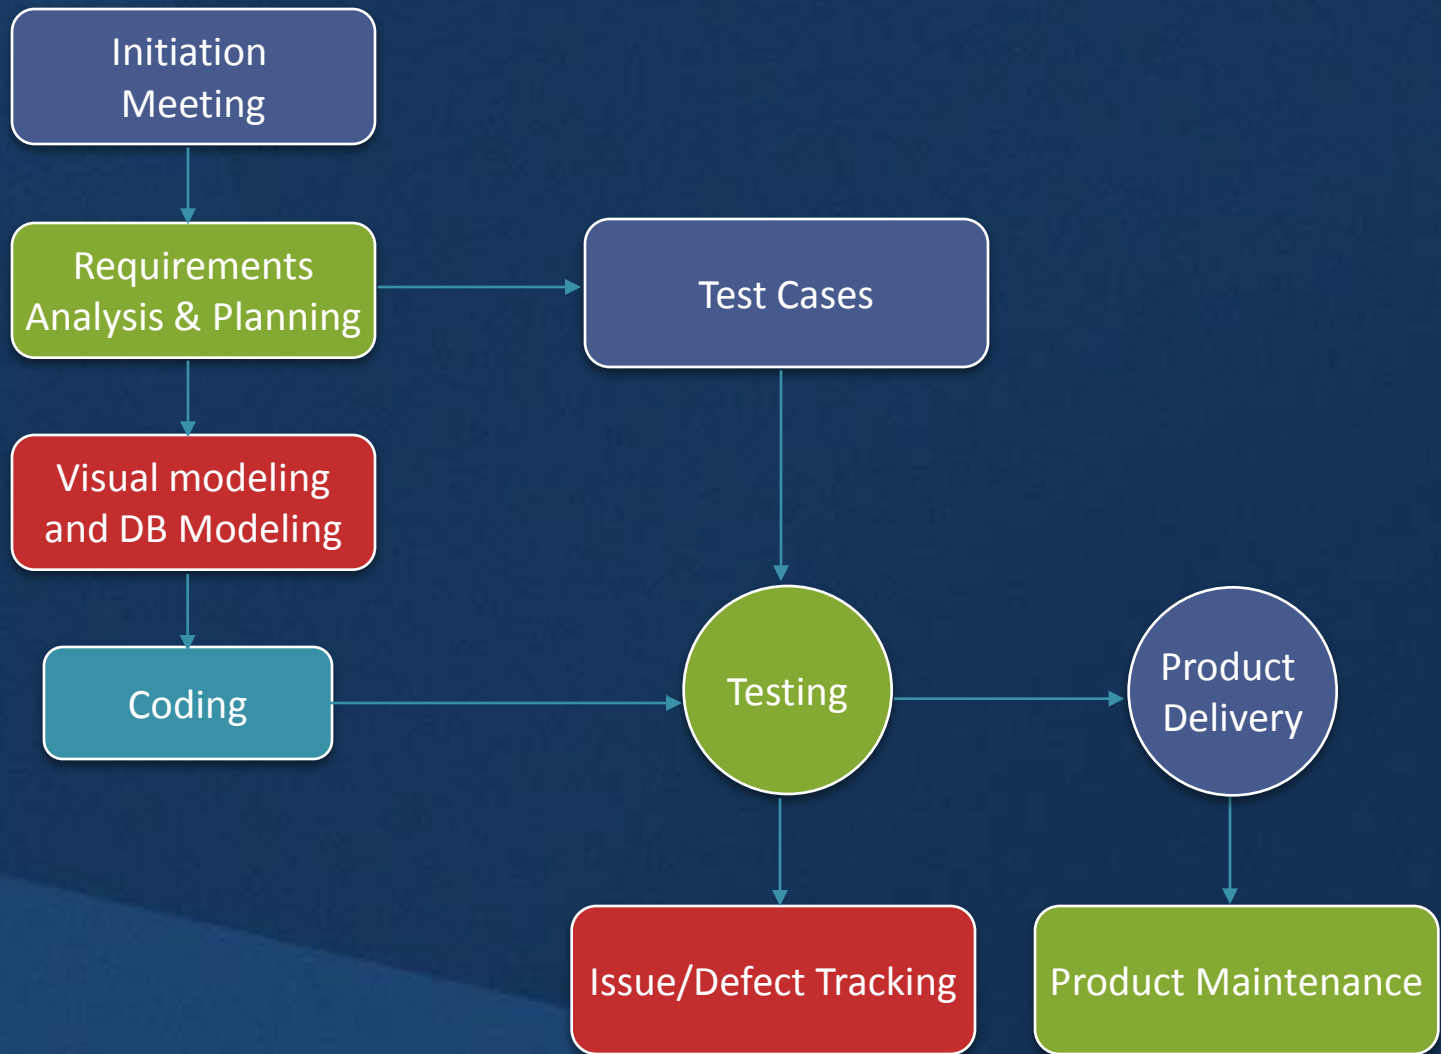 Initiation
Meeting
Requirements
Analysis & Planning
Test Cases
Visual modeling
and DB Modeling
Coding
Testing
Product
Delivery
Issue/Defect Tracking
Product Maintenance